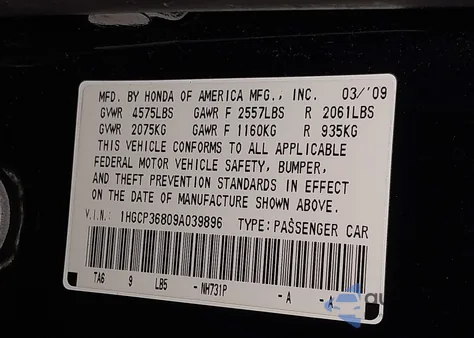 MFD. BY HONDA OF AMERICA MFG., INC. 03/'09
GVWR 4575LBS GAWR F 2557LBS R 2061LBS
GVWR 2075KG GAWR F 1160KG R 935KG
THIS VEHICLE CONFORMS TO ALL APPLICABLE
FEDERAL MOTOR VEHICLE SAFETY, BUMPER,
AND THEFT PREVENTION STANDARDS IN EFFECT
ON THE DATE OF MANUFACTURE SHOWN ABOVE.
V.I.N.: 1HGCP36809A039896 TYPE: PASSENGER CAR
TA6 9 LB5 - NH731P - A - A